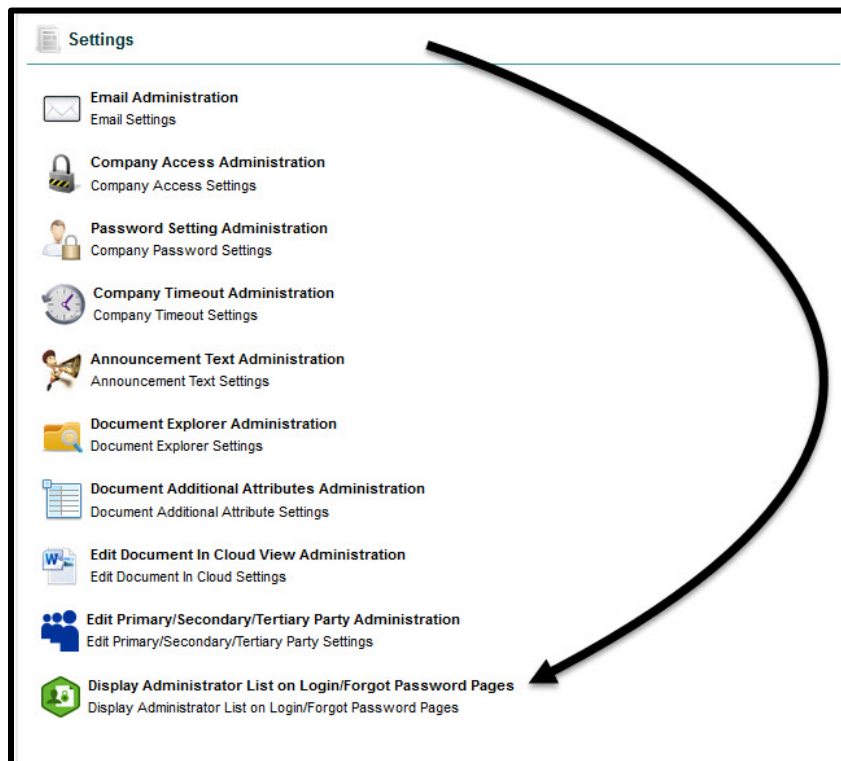 Settings
Email Administration
Email Settings
Company Access Administration
Company Access Settings
Password Setting Administration
Company Password Settings
Company Timeout Administration
Company Timeout Settings
Announcement Text Administration
Announcement Text Settings
Document Explorer Administration
Document Explorer Settings
Document Additional Attributes Administration
Document Additional Attribute Settings
W
Edit Document In Cloud View Administration
Edit Document In Cloud Settings
Edit Primary/Secondary/Tertiary Party Administration
Edit Primary/Secondary/Tertiary Party Settings
Display Administrator List on Login/Forgot Password Pages
Display Administrator List on Login/Forgot Password Pages